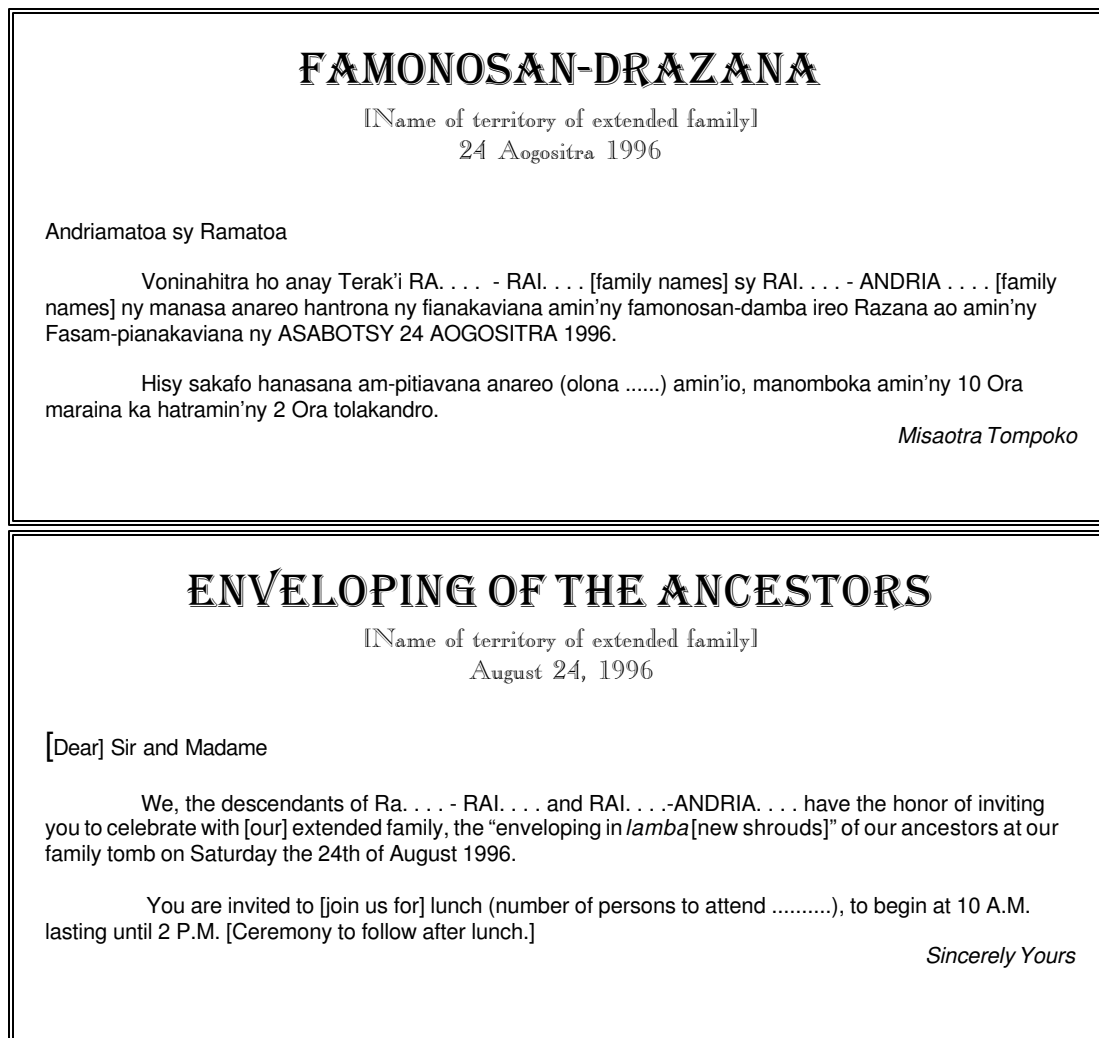 FAMONOSAN-DRAZANA
[Name of territory of extended family]
24 Aogositra 1996
Andriamatoa sy Ramatoa
Voninahitra ho anay Terak'i RA. . . .  - RAI. . . . [family names] sy RAI. . . . - ANDRIA . . . . [family
names] ny manasa anareo hantrona ny fianakaviana amin'ny famonosan-damba ireo Razana ao amin'ny
Fasam-pianakaviana ny ASABOTSY 24 AOGOSITRA 1996.
Hisy sakafo hanasana am-pitiavana anareo (olona ......) amin'io, manomboka amin'ny 10 Ora
maraina ka hatramin'ny 2 Ora tolakandro.
Misaotra Tompoko
ENVELOPING OF THE ANCESTORS
[Name of territory of extended family]
August 24, 1996
[Dear] Sir and Madame
We, the descendants of Ra. . . . - RAI. . . . and RAI. . . .-ANDRIA. . . . have the honor of inviting
you to celebrate with [our] extended family, the “enveloping in lamba [new shrouds]” of our ancestors at our
family tomb on Saturday the 24th of August 1996.
You are invited to [join us for] lunch (number of persons to attend ..........), to begin at 10 A.M.
lasting until 2 P.M. [Ceremony to follow after lunch.]
Sincerely Yours